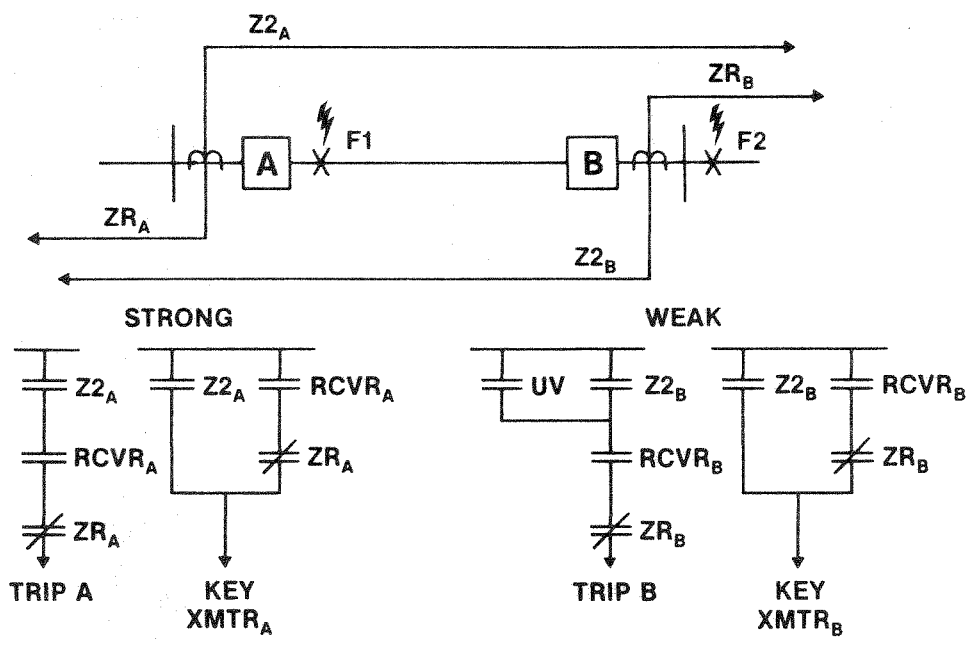 Z2A
ZRB
F1
F2
A
B
ZRA
Z2B
STRONG
WEAK
Z2A
Z2A
RCVRA
UV
Z2B
Z2B
RCVRB
RCVRA
ZRA
RCVRB
ZRB
ZRA
ZRB
TRIP A
KEY
XMTRA
TRIP B
KEY
XMTRB